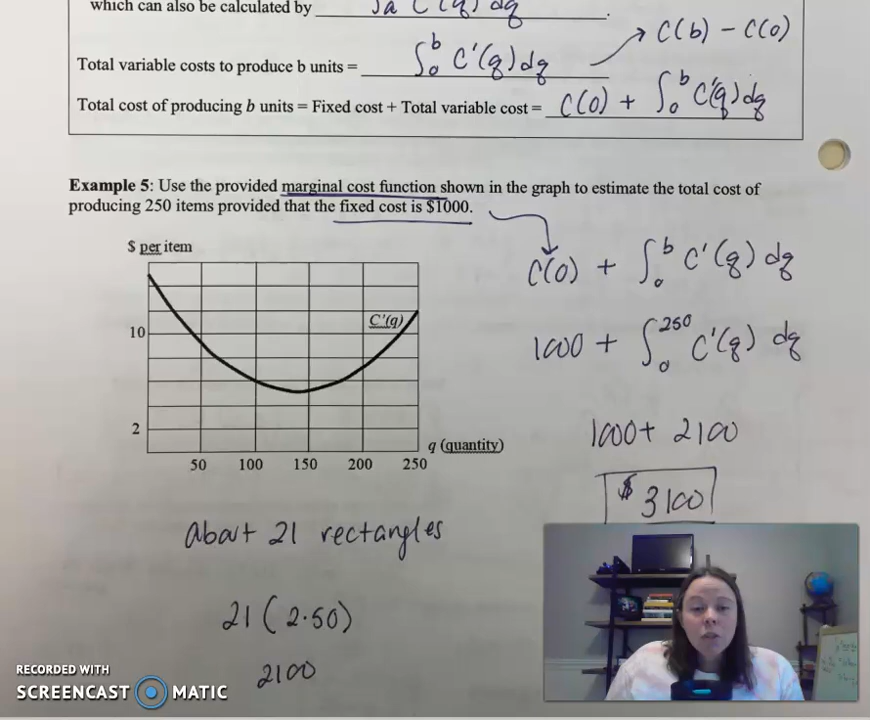 which can also be calculated by ∫a C'(q) dq.
Total variable costs to produce b units = ∫₀ᵇ C'(q) dq → C(b) − C(0)
Total cost of producing b units = Fixed cost + Total variable cost = C(0) + ∫₀ᵇ C'(q) dq
Example 5: Use the provided marginal cost function shown in the graph to estimate the total cost of
producing 250 items provided that the fixed cost is $1000.
$ per item
C(0) + ∫₀ᵇ C'(q) dq
C'(q)
10
1000 + ∫₀²⁵⁰ C'(q) dq
2
1000 + 2100
q (quantity)
50 100 150 200 250
$3100
about 21 rectangles
21 (2·50)
2100
RECORDED WITH
SCREENCAST MATIC